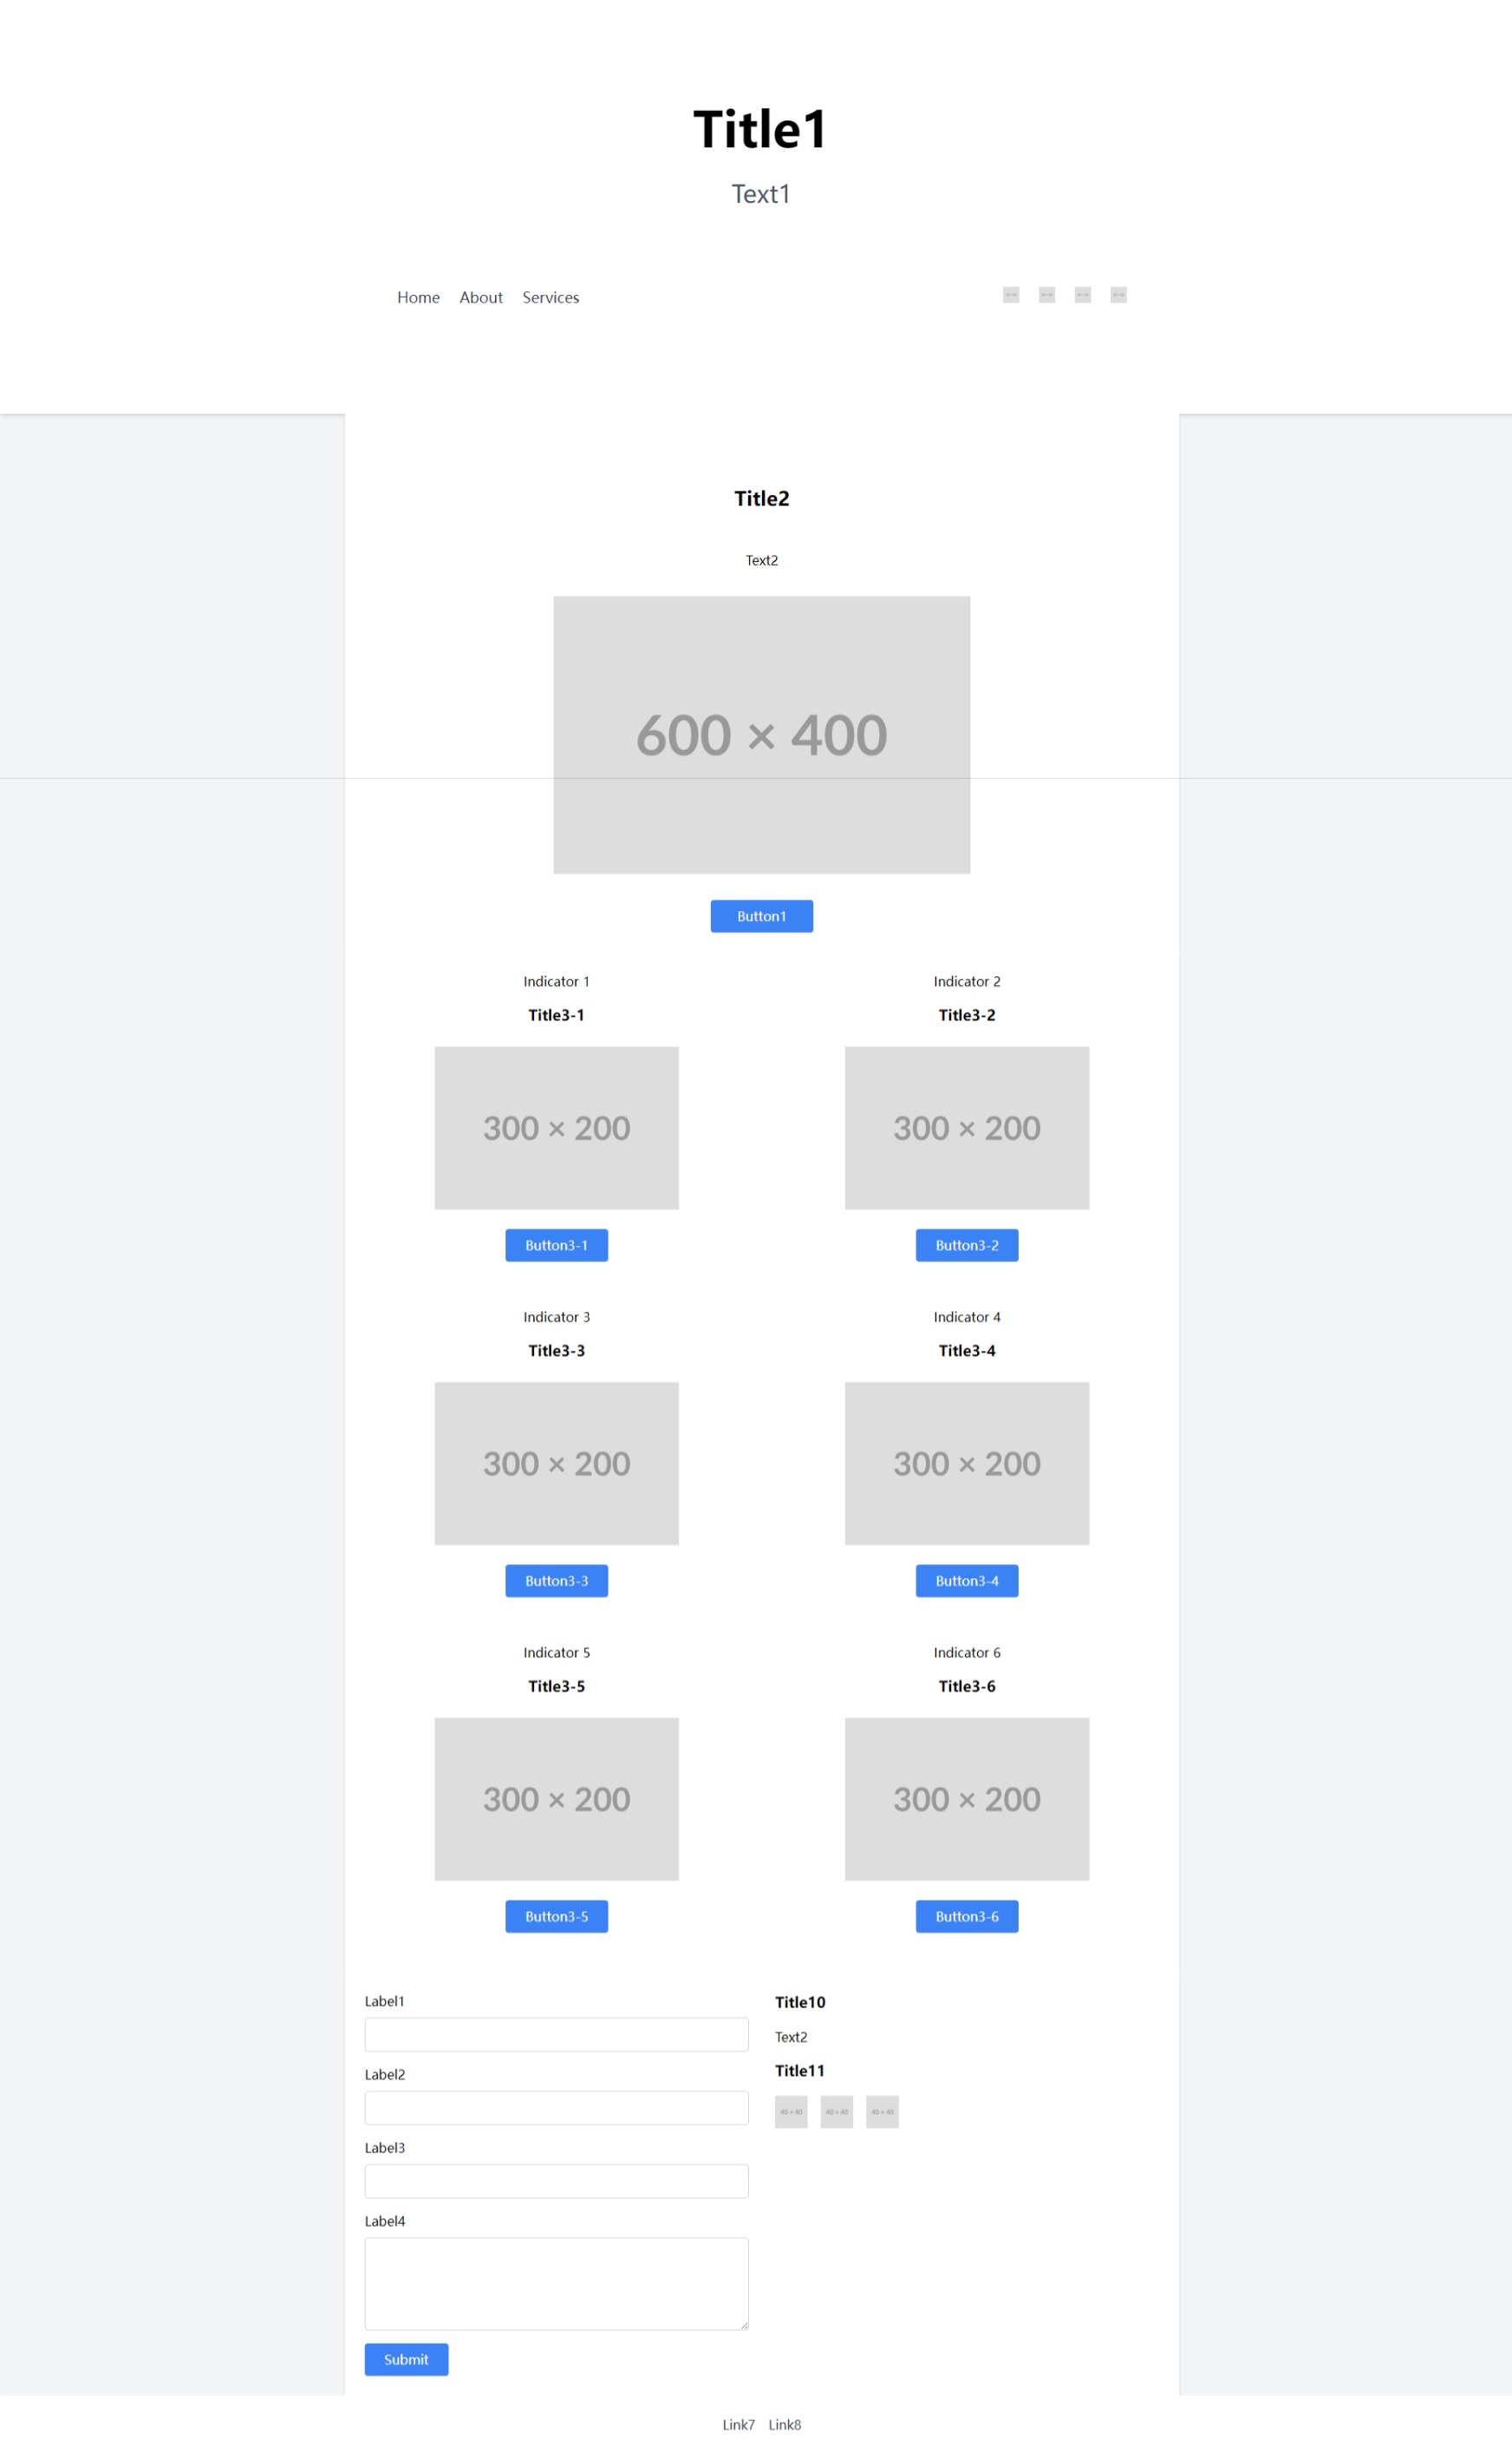 Title1
Text1
Home About Services
Title2
Text2
600 × 400
Button1
Indicator 1 Indicator 2
Title3-1 Title3-2
300 × 200 300 × 200
Button3-1 Button3-2
Indicator 3 Indicator 4
Title3-3 Title3-4
300 × 200 300 × 200
Button3-3 Button3-4
Indicator 5 Indicator 6
Title3-5 Title3-6
300 × 200 300 × 200
Button3-5 Button3-6
Label1
Label2
Label3
Label4
Submit
Title10
Text2
Title11
40 × 40 40 × 40 40 × 40
Link7 Link8